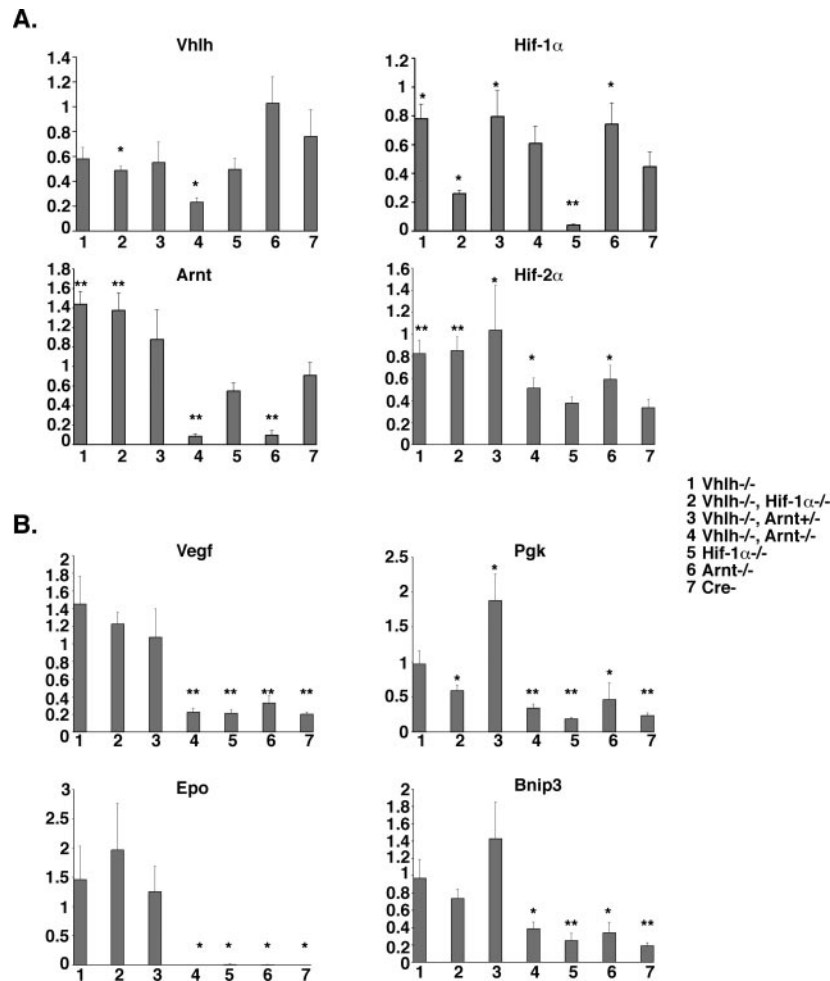 A.
Vhlh
1.4
1.2
1
0.8
0.6
0.4
0.2
0
* *
1 2 3 4 5 6 7
Hif-1α
1.2
1
0.8
0.6
0.4
0.2
0
* * * ** *
1 2 3 4 5 6 7
Arnt
1.8
1.6
1.4
1.2
1
0.6
0.4
0.2
0
** ** ** **
1 2 3 4 5 6 7
Hif-2α
1.6
1.4
1.2
1
0.8
0.6
0.4
0.2
0
** ** * * *
1 2 3 4 5 6 7
1 Vhlh-/-
2 Vhlh-/-, Hif-1α-/-
3 Vhlh-/-, Arnt+/-
4 Vhlh-/-, Arnt-/-
5 Hif-1α-/-
6 Arnt-/-
7 Cre-
B.
Vegf
2
1.8
1.6
1.4
1.2
1
0.8
0.6
0.4
0.2
0
** ** ** **
1 2 3 4 5 6 7
Pgk
2.5
2
1.5
1
0.5
0
* * ** ** * **
1 2 3 4 5 6 7
Epo
3
2.5
2
1.5
1
0.5
0
* * * *
1 2 3 4 5 6 7
Bnip3
2
1.8
1.6
1.4
1.2
1
0.8
0.6
0.4
0.2
0
* ** * **
1 2 3 4 5 6 7